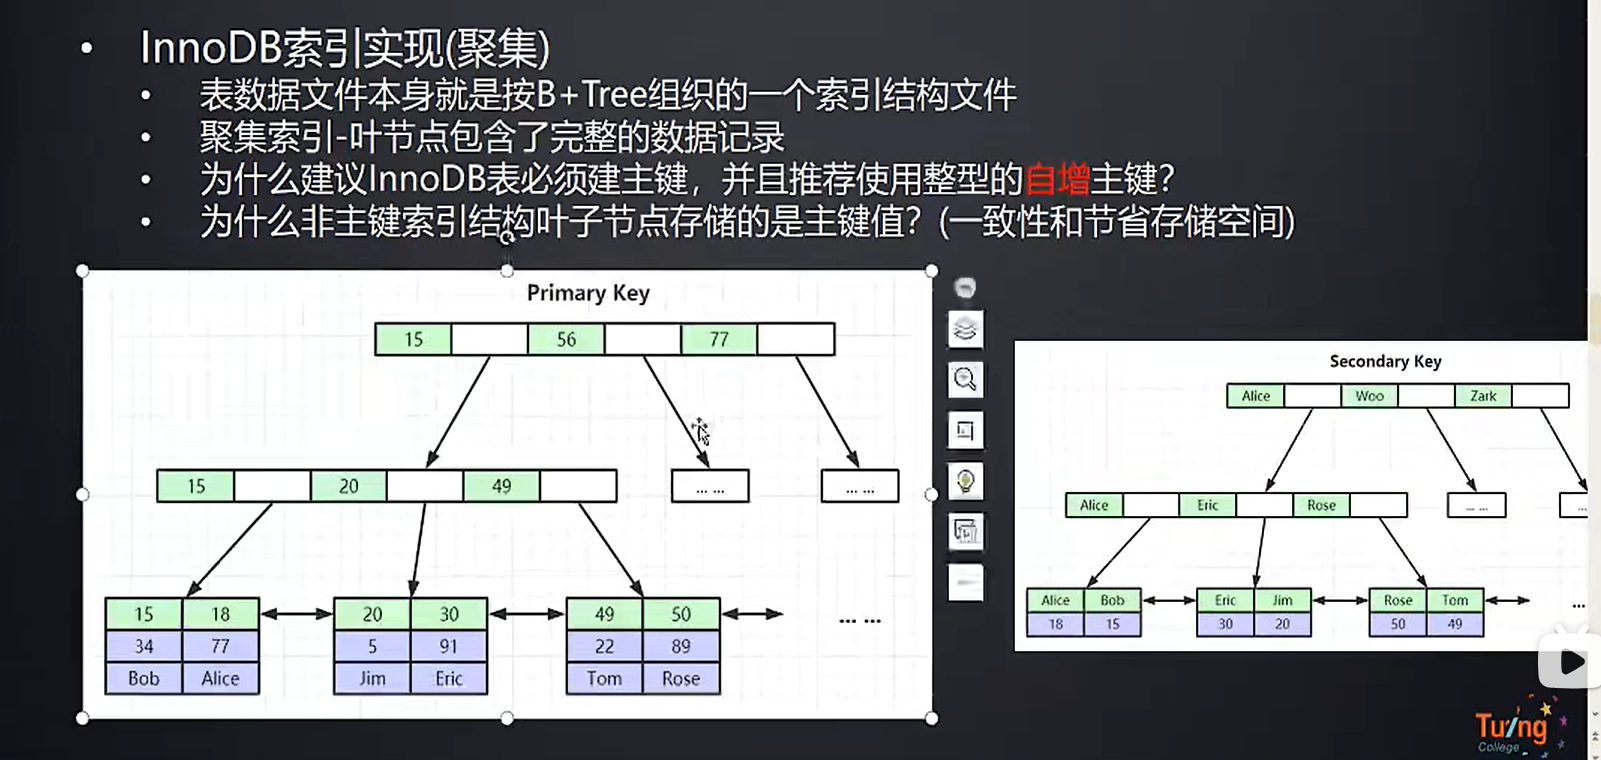 InnoDB索引实现(聚集)
表数据文件本身就是按B+Tree组织的一个索引结构文件
聚集索引-叶节点包含了完整的数据记录
为什么建议InnoDB表必须建主键，并且推荐使用整型的自增主键？
为什么非主键索引结构叶子节点存储的是主键值？(一致性和节省存储空间)
Primary Key
15 56 77
15 20 49 ... ... ... ...
15 18 20 30 49 50
34 77 5 91 22 89 ... ...
Bob Alice Jim Eric Tom Rose
Secondary Key
Alice Woo Zark
Alice Eric Rose ... ... ...
Alice Bob Eric Jim Rose Tom
18 15 30 20 50 49 ...
Tuling
College